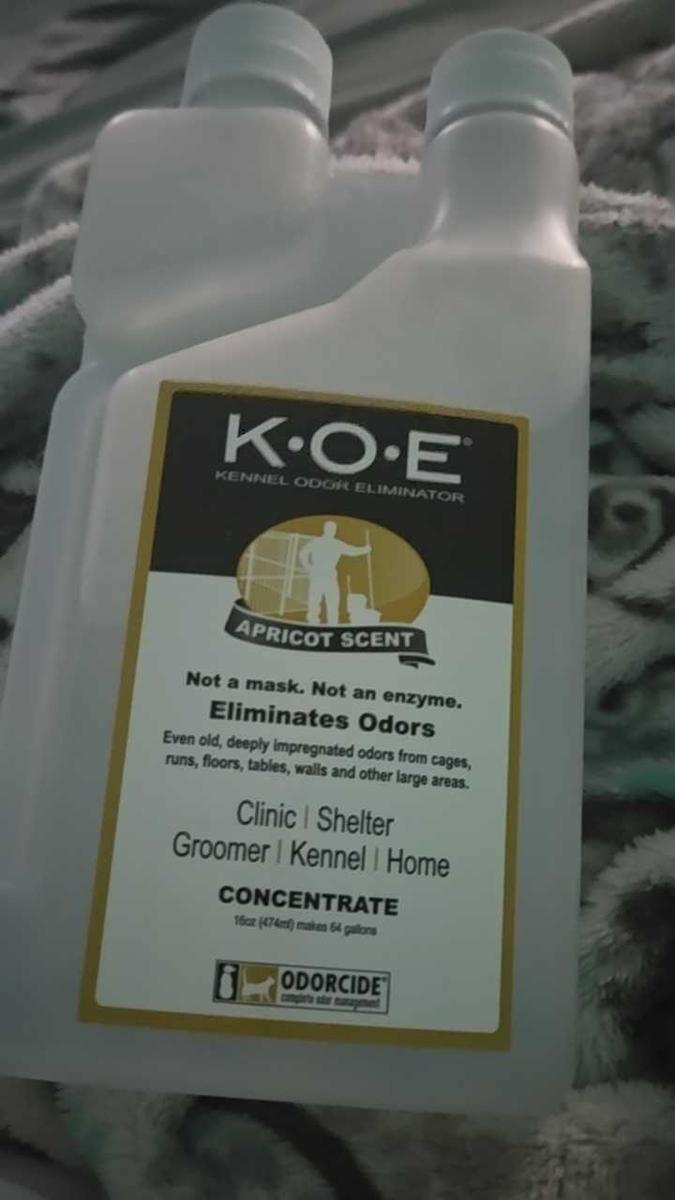 K•O•E®
KENNEL ODOR ELIMINATOR
APRICOT SCENT
Not a mask. Not an enzyme.
Eliminates Odors
Even old, deeply impregnated odors from cages,
runs, floors, tables, walls and other large areas.
Clinic | Shelter
Groomer | Kennel | Home
CONCENTRATE
16oz (474ml) makes 64 gallons
ODORCIDE®
complete odor management